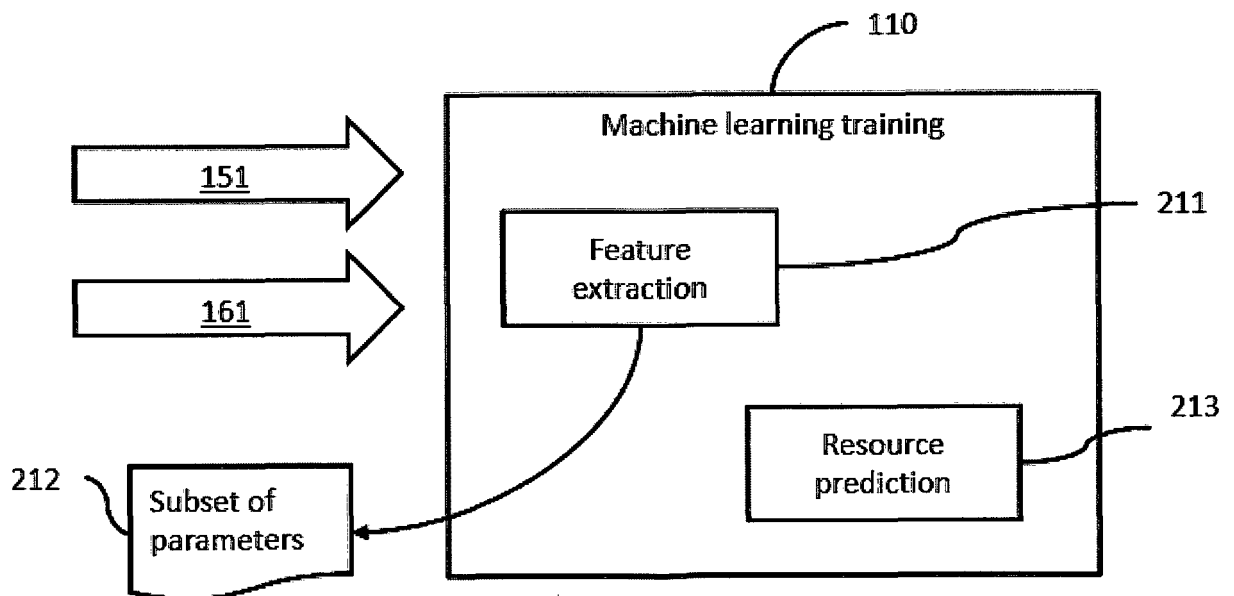 110
Machine learning training
151
211
Feature
extraction
161
213
Resource
prediction
212
Subset of
parameters